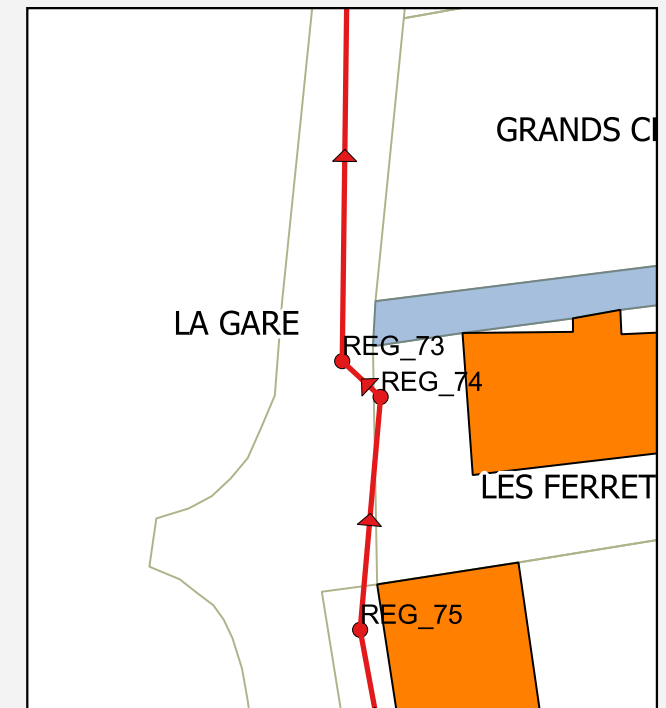 GRANDS C
LA GARE
REG_73
REG_74
LES FERRET
REG_75